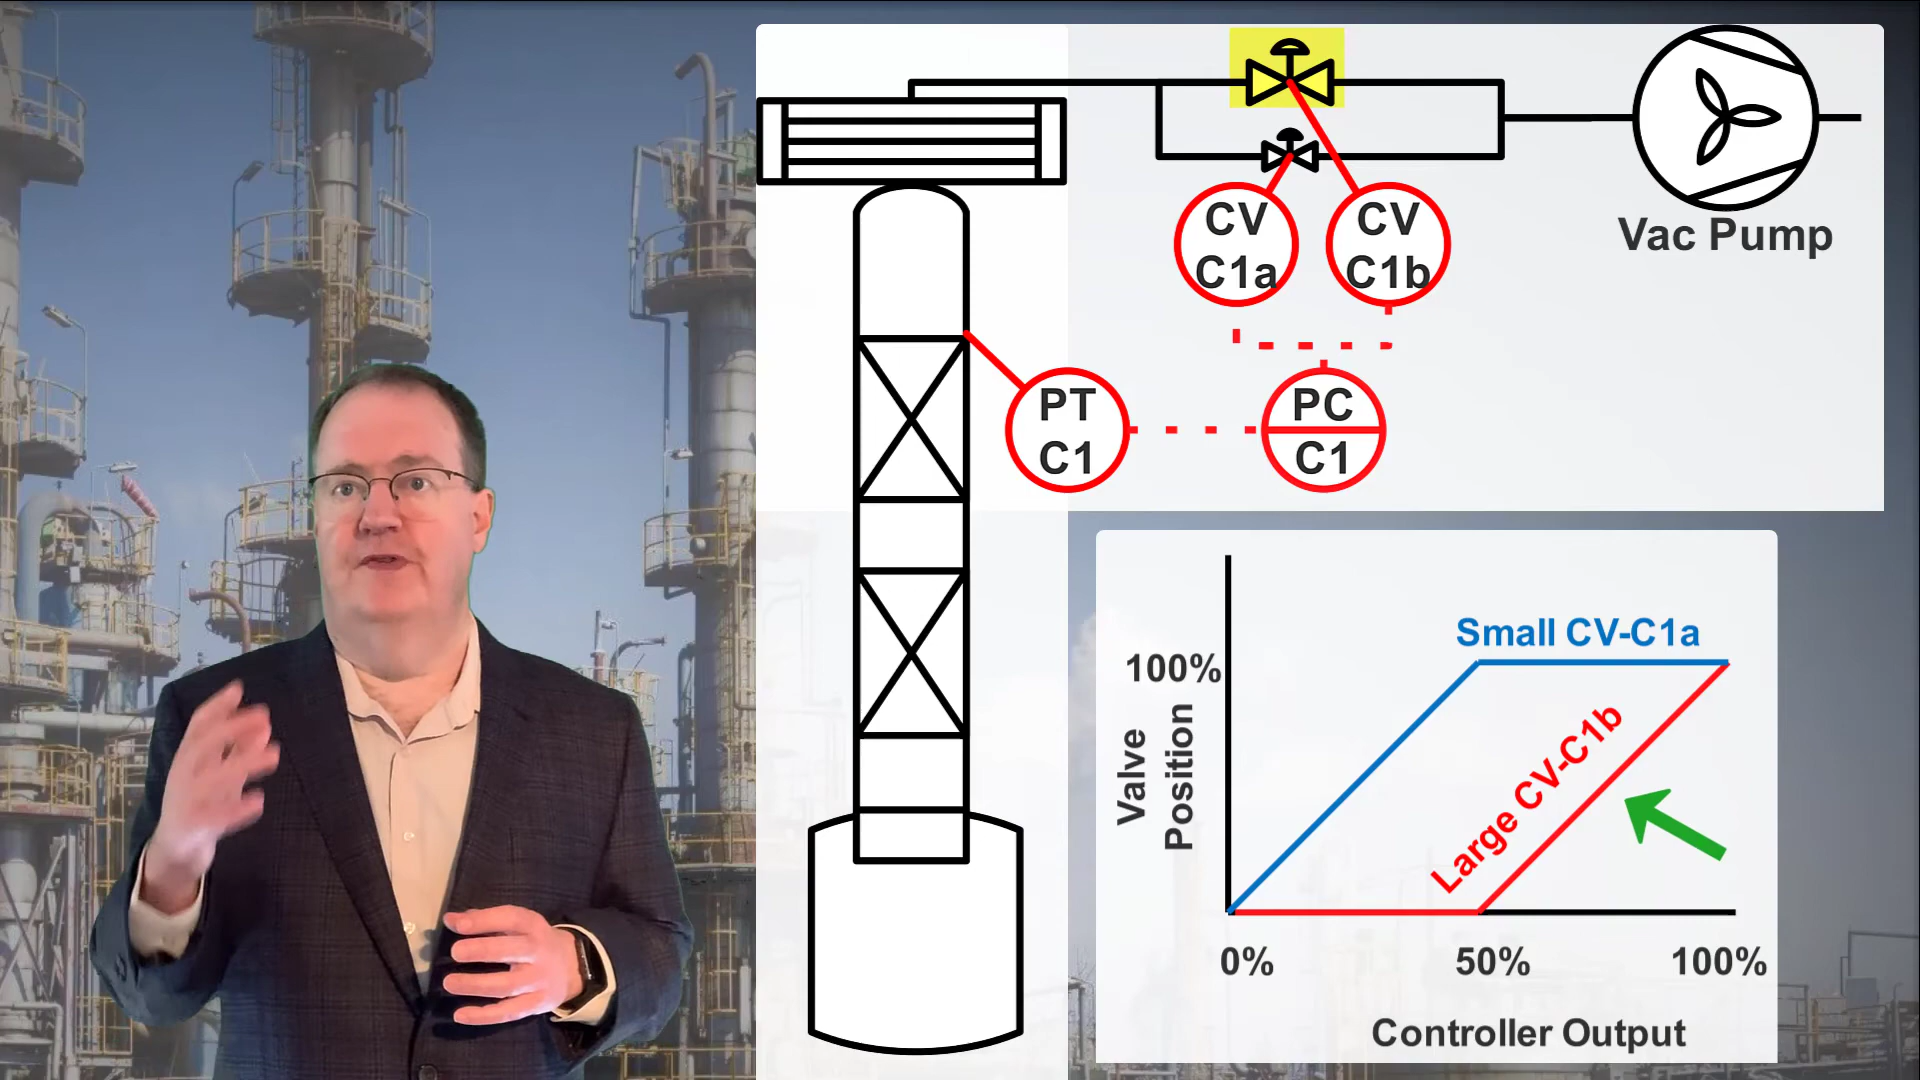 CV
C1a
CV
C1b
Vac Pump
PT
C1
PC
C1
Small CV-C1a
100%
Valve
Position
Large CV-C1b
0%
50%
100%
Controller Output